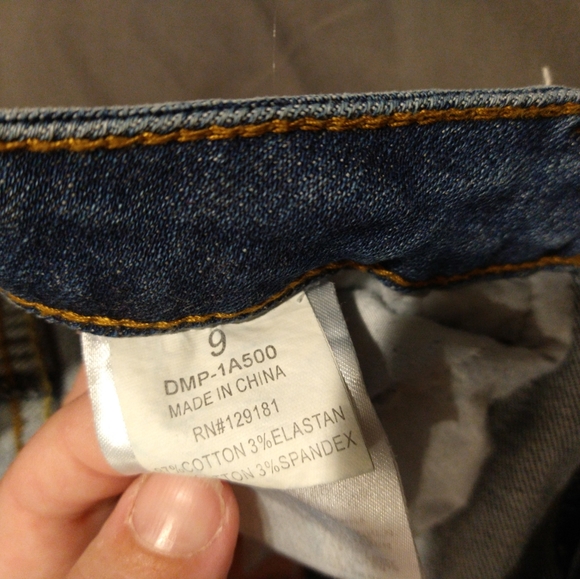 9
DMP-1A500
MADE IN CHINA
RN#129181
%COTTON 3%ELASTAN
TON 3%SPANDEX